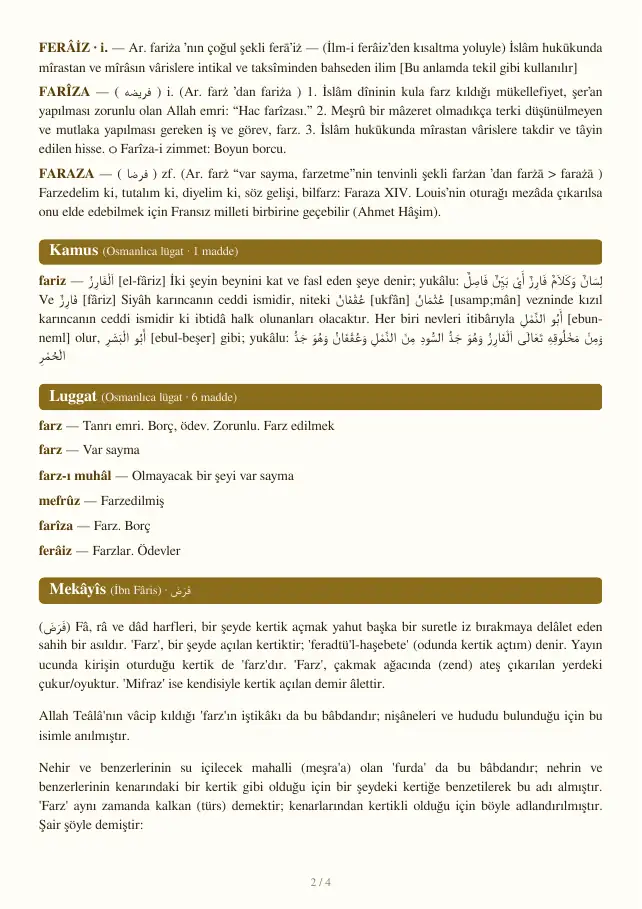 FERÂİZ · i. — Ar. fariża ’nın çoğul şekli ferā’iż — (İlm-i ferâiz’den kısaltma yoluyle) İslâm hukūkunda
mîrastan ve mîrâsın vârislere intikal ve taksîminden bahseden ilim [Bu anlamda tekil gibi kullanılır]
FARÎZA — ( فريضه ) i. (Ar. farż ’dan fariża ) 1. İslâm dîninin kula farz kıldığı mükellefiyet, şer’an
yapılması zorunlu olan Allah emri: “Hac farîzası.” 2. Meşrû bir mâzeret olmadıkça terki düşünülmeyen
ve mutlaka yapılması gereken iş ve görev, farz. 3. İslâm hukūkunda mîrastan vârislere takdir ve tâyin
edilen hisse. ѻ Farîza-i zimmet: Boyun borcu.
FARAZA — ( فرضا ) zf. (Ar. farż “var sayma, farzetme”nin tenvinli şekli farżan ’dan farżā > farażā )
Farzedelim ki, tutalım ki, diyelim ki, söz gelişi, bilfarz: Faraza XIV. Louis’nin oturağı mezâda çıkarılsa
onu elde edebilmek için Fransız milleti birbirine geçebilir (Ahmet Hâşim).
Kamus (Osmanlıca lügat · 1 madde)
fariz — اَلْفَارِزُ [el-fâriz] İki şeyin beynini kat ve fasl eden şeye denir; yukâlu: لِسَانٌ وَكَلَامٌ فَارِزٌ أَيْ بَيِّنٌ فَاصِلٌ
Ve فَارِزٌ [fâriz] Siyâh karıncanın ceddi ismidir, niteki عُقْفَانٌ [ukfân] عُثْمَانٌ [usamp;mân] vezninde kızıl
karıncanın ceddi ismidir ki ibtidâ halk olunanları olacaktır. Her biri nevleri itibârıyla أَبُو النَّمْلِ [ebun-
neml] olur, أَبُو الْبَشَرِ [ebul-beşer] gibi; yukâlu: وَمِنْ مَخْلُوقِهِ تَعَالَى اَلْفَارِزُ وَهُوَ جَدُّ السُّودِ مِنَ النَّمْلِ وَعُقْفَانٌ وَهُوَ جَدُّ
الْحُمْرِ
Luggat (Osmanlıca lügat · 6 madde)
farz — Tanrı emri. Borç, ödev. Zorunlu. Farz edilmek
farz — Var sayma
farz-ı muhâl — Olmayacak bir şeyi var sayma
mefrûz — Farzedilmiş
farîza — Farz. Borç
ferâiz — Farzlar. Ödevler
Mekâyîs (İbn Fâris) · فَرَضَ
(فَرَضَ) Fâ, râ ve dâd harfleri, bir şeyde kertik açmak yahut başka bir suretle iz bırakmaya delâlet eden
sahih bir asıldır. 'Farz', bir şeyde açılan kertiktir; 'feradtü'l-haşebete' (odunda kertik açtım) denir. Yayın
ucunda kirişin oturduğu kertik de 'farz'dır. 'Farz', çakmak ağacında (zend) ateş çıkarılan yerdeki
çukur/oyuktur. 'Mifraz' ise kendisiyle kertik açılan demir âlettir.
Allah Teâlâ'nın vâcip kıldığı 'farz'ın iştikâkı da bu bâbdandır; nişâneleri ve hududu bulunduğu için bu
isimle anılmıştır.
Nehir ve benzerlerinin su içilecek mahalli (meşra'a) olan 'furda' da bu bâbdandır; nehrin ve
benzerlerinin kenarındaki bir kertik gibi olduğu için bir şeydeki kertiğe benzetilerek bu adı almıştır.
'Farz' aynı zamanda kalkan (türs) demektir; kenarlarından kertikli olduğu için böyle adlandırılmıştır.
Şair şöyle demiştir:
2 / 4